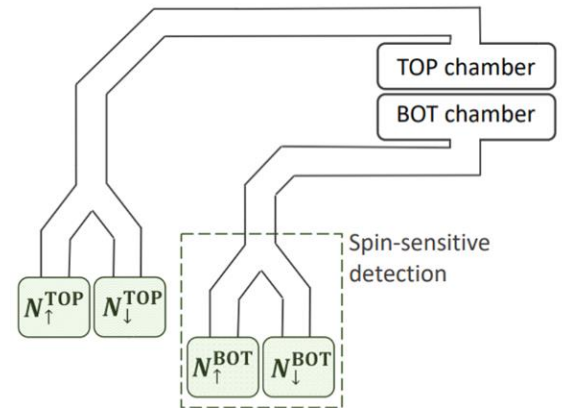 TOP chamber
BOT chamber
Spin-sensitive
detection
N↑^TOP N↓^TOP
N↑^BOT N↓^BOT